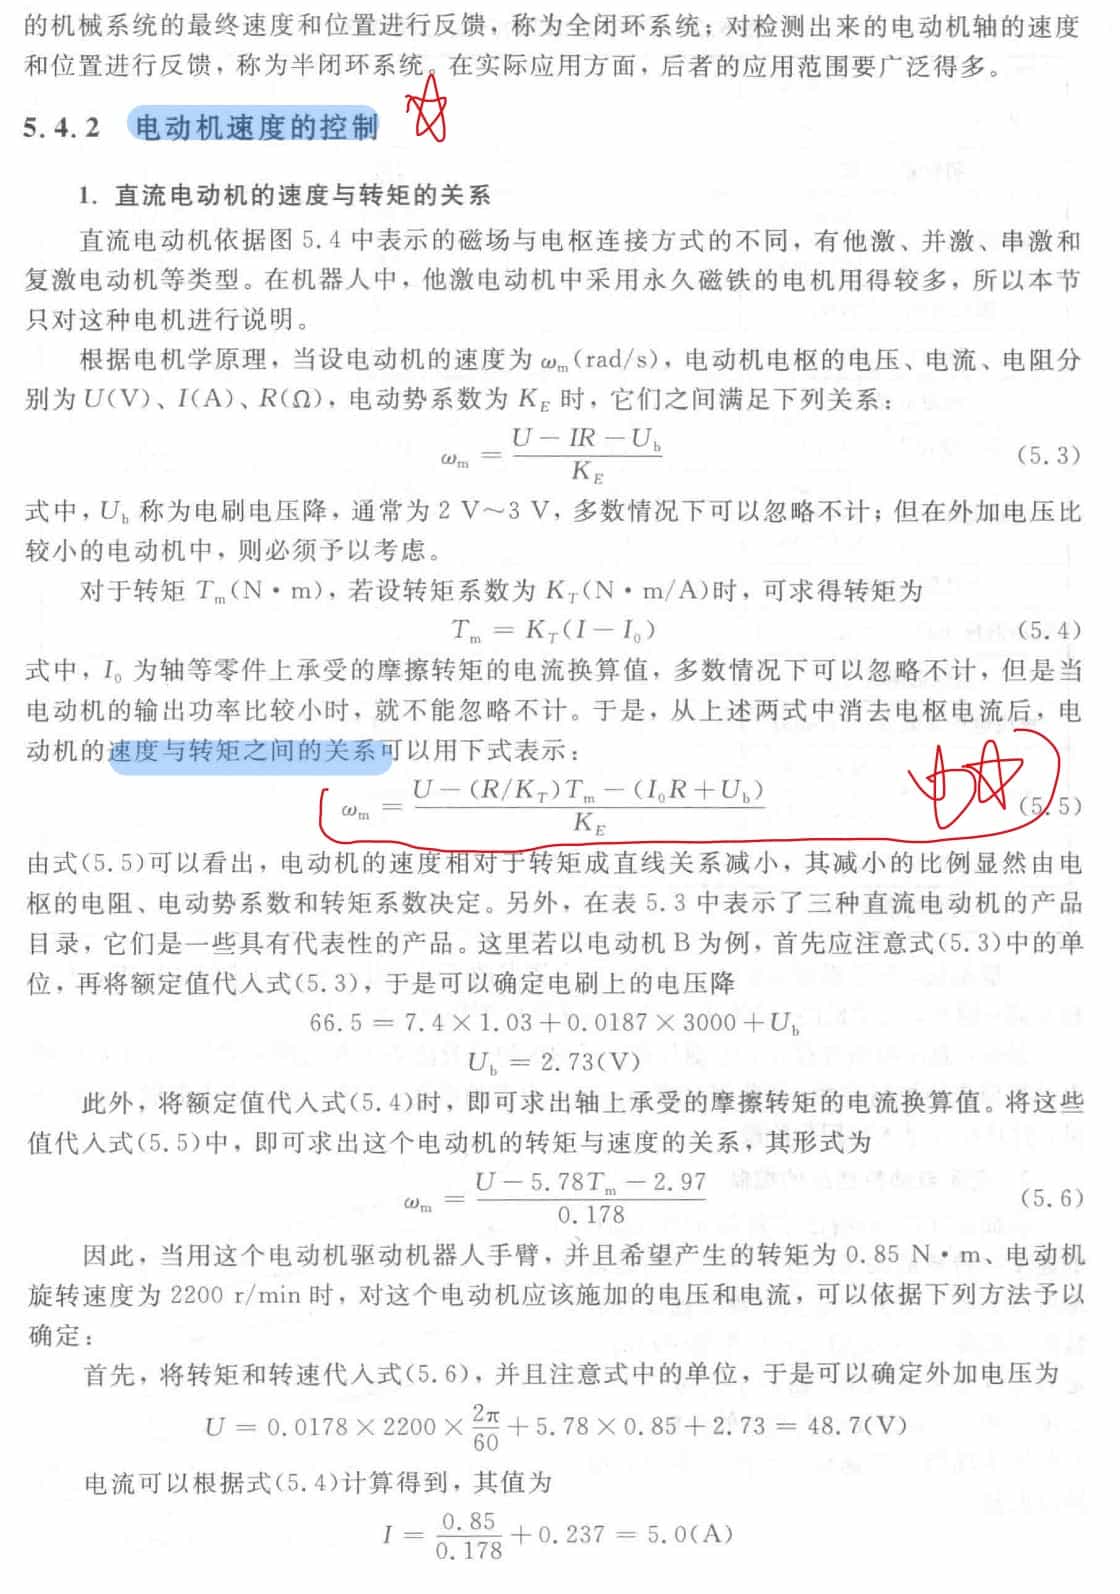 的机械系统的最终速度和位置进行反馈，称为全闭环系统；对检测出来的电动机轴的速度
和位置进行反馈，称为半闭环系统。在实际应用方面，后者的应用范围要广泛得多。
5.4.2 电动机速度的控制
1. 直流电动机的速度与转矩的关系
直流电动机依据图 5.4 中表示的磁场与电枢连接方式的不同，有他激、并激、串激和
复激电动机等类型。在机器人中，他激电动机中采用永久磁铁的电机用得较多，所以本节
只对这种电机进行说明。
根据电机学原理，当设电动机的速度为 ωₘ(rad/s)，电动机电枢的电压、电流、电阻分
别为 U(V)、I(A)、R(Ω)，电动势系数为 K_E 时，它们之间满足下列关系：
ωₘ = (U − IR − U_b) / K_E (5.3)
式中，U_b 称为电刷电压降，通常为 2 V～3 V，多数情况下可以忽略不计；但在外加电压比
较小的电动机中，则必须予以考虑。
对于转矩 Tₘ(N·m)，若设转矩系数为 K_T(N·m/A)时，可求得转矩为
Tₘ = K_T(I − I₀) (5.4)
式中，I₀ 为轴等零件上承受的摩擦转矩的电流换算值，多数情况下可以忽略不计，但是当
电动机的输出功率比较小时，就不能忽略不计。于是，从上述两式中消去电枢电流后，电
动机的速度与转矩之间的关系可以用下式表示：
ωₘ = (U − (R/K_T)Tₘ − (I₀R + U_b)) / K_E (5.5)
由式(5.5)可以看出，电动机的速度相对于转矩成直线关系减小，其减小的比例显然由电
枢的电阻、电动势系数和转矩系数决定。另外，在表 5.3 中表示了三种直流电动机的产品
目录，它们是一些具有代表性的产品。这里若以电动机 B 为例，首先应注意式(5.3)中的单
位，再将额定值代入式(5.3)，于是可以确定电刷上的电压降
66.5 = 7.4 × 1.03 + 0.0187 × 3000 + U_b
U_b = 2.73(V)
此外，将额定值代入式(5.4)时，即可求出轴上承受的摩擦转矩的电流换算值。将这些
值代入式(5.5)中，即可求出这个电动机的转矩与速度的关系，其形式为
ωₘ = (U − 5.78Tₘ − 2.97) / 0.178 (5.6)
因此，当用这个电动机驱动机器人手臂，并且希望产生的转矩为 0.85 N·m、电动机
旋转速度为 2200 r/min 时，对这个电动机应该施加的电压和电流，可以依据下列方法予以
确定：
首先，将转矩和转速代入式(5.6)，并且注意式中的单位，于是可以确定外加电压为
U = 0.0178 × 2200 × 2π/60 + 5.78 × 0.85 + 2.73 = 48.7(V)
电流可以根据式(5.4)计算得到，其值为
I = 0.85/0.178 + 0.237 = 5.0(A)